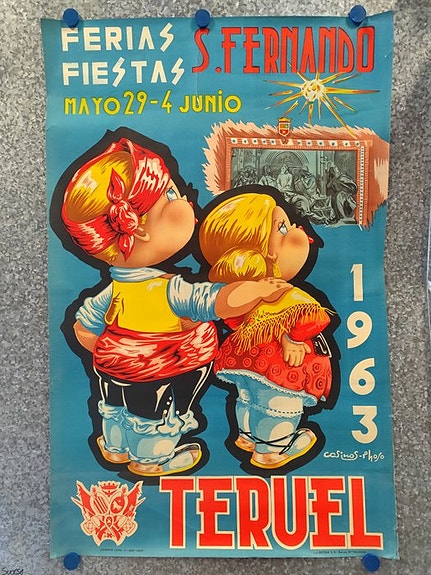 FERIAS
FIESTAS
S. FERNANDO
MAYO 29-4 JUNIO
1963
TERUEL